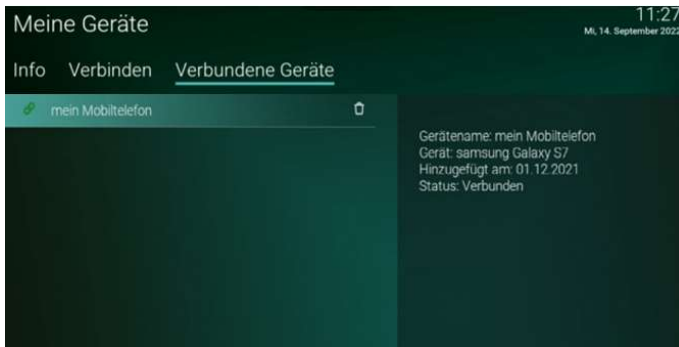 Meine Geräte
11:27
Mi, 14. September 2022
Info Verbinden Verbundene Geräte
mein Mobiltelefon
Gerätename: mein Mobiltelefon
Gerät: samsung Galaxy S7
Hinzugefügt am: 01.12.2021
Status: Verbunden